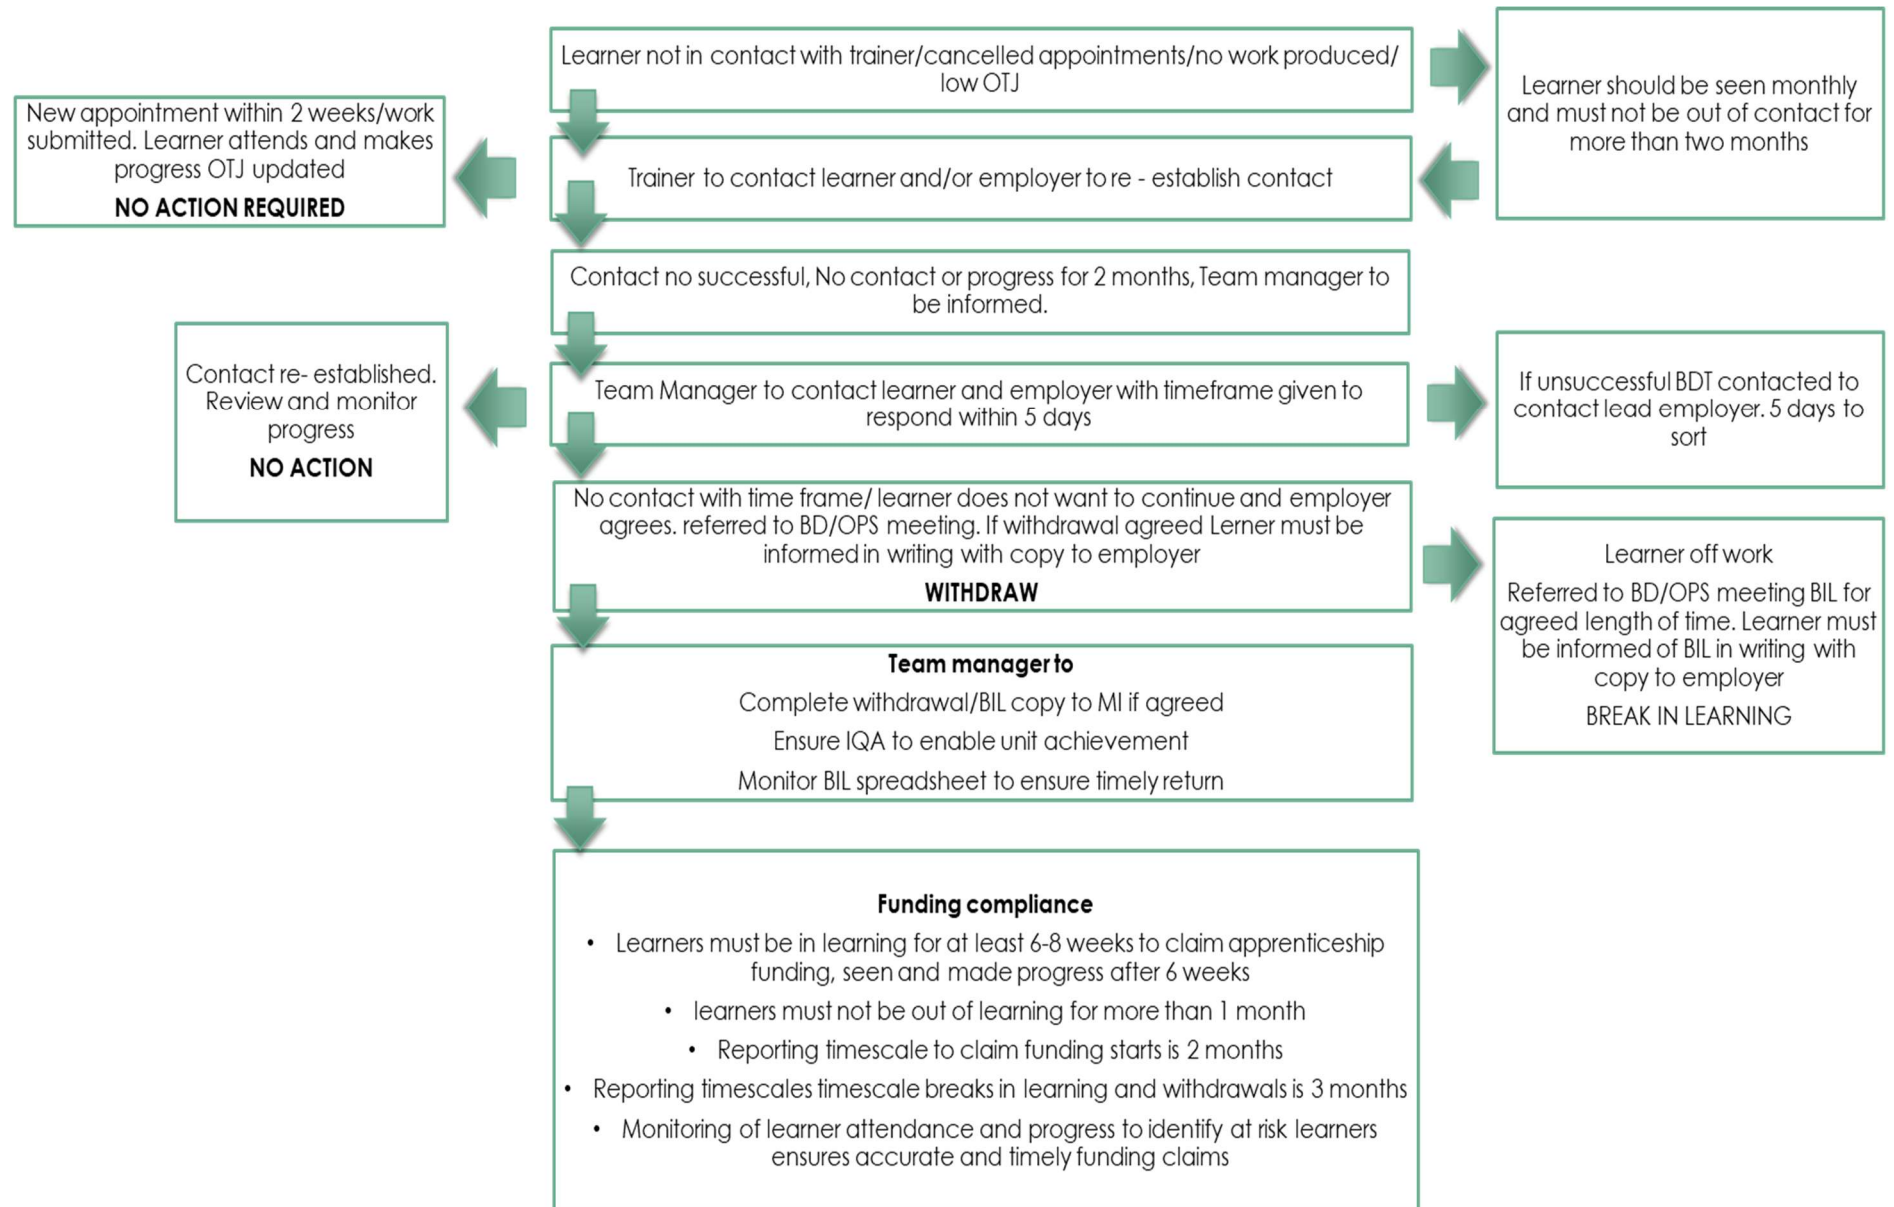 Learner not in contact with trainer/cancelled appointments/no work produced/
low OTJ
Learner should be seen monthly
and must not be out of contact for
more than two months
New appointment within 2 weeks/work
submitted. Learner attends and makes
progress OTJ updated
NO ACTION REQUIRED
Trainer to contact learner and/or employer to re - establish contact
Contact no successful, No contact or progress for 2 months, Team manager to
be informed.
Contact re- established.
Review and monitor
progress
NO ACTION
Team Manager to contact learner and employer with timeframe given to
respond within 5 days
If unsuccessful BDT contacted to
contact lead employer. 5 days to
sort
No contact with time frame/ learner does not want to continue and employer
agrees. referred to BD/OPS meeting. If withdrawal agreed Lerner must be
informed in writing with copy to employer
WITHDRAW
Learner off work
Referred to BD/OPS meeting BIL for
agreed length of time. Learner must
be informed of BIL in writing with
copy to employer
BREAK IN LEARNING
Team manager to
Complete withdrawal/BIL copy to MI if agreed
Ensure IQA to enable unit achievement
Monitor BIL spreadsheet to ensure timely return
Funding compliance
• Learners must be in learning for at least 6-8 weeks to claim apprenticeship
funding, seen and made progress after 6 weeks
• learners must not be out of learning for more than 1 month
• Reporting timescale to claim funding starts is 2 months
• Reporting timescales timescale breaks in learning and withdrawals is 3 months
• Monitoring of learner attendance and progress to identify at risk learners
ensures accurate and timely funding claims